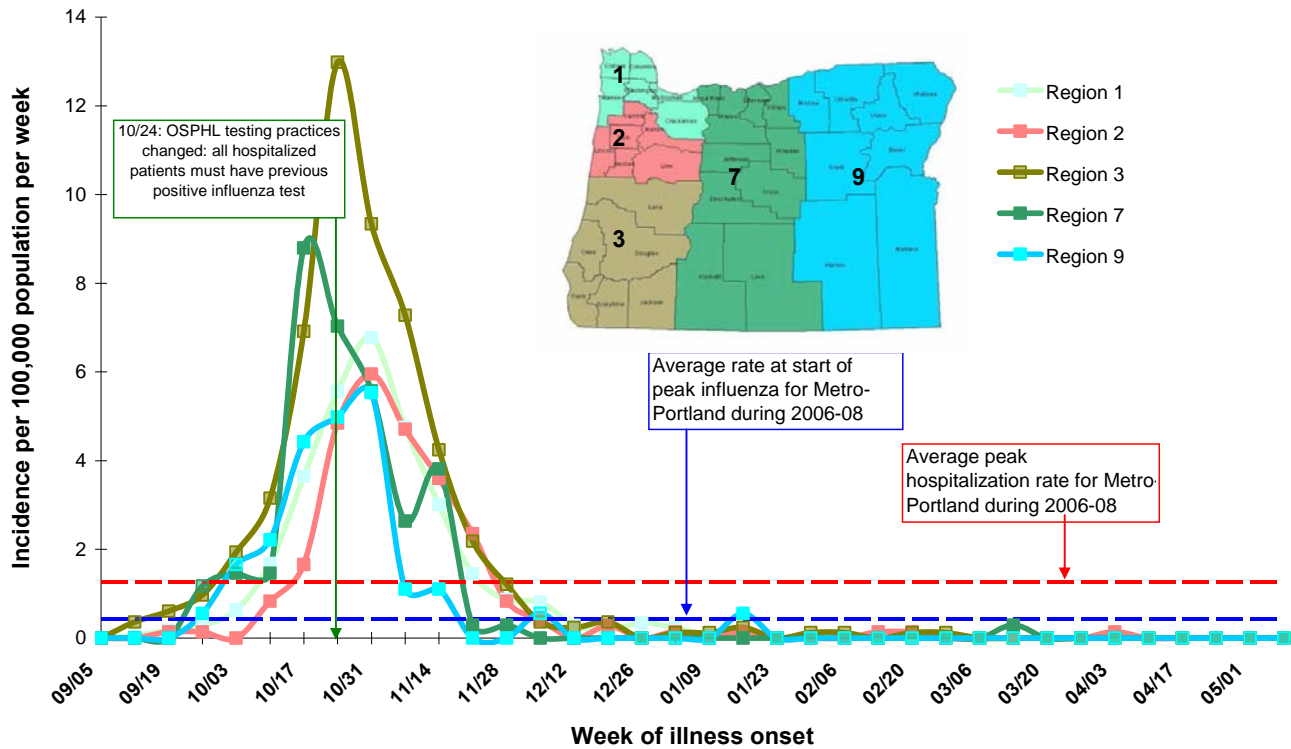 14
12
10
8
6
4
2
0
Incidence per 100,000 population per week
10/24: OSPHL testing practices
changed: all hospitalized
patients must have previous
positive influenza test
1
2
3
7
9
Region 1
Region 2
Region 3
Region 7
Region 9
Average rate at start of
peak influenza for Metro-
Portland during 2006-08
Average peak
hospitalization rate for Metro-
Portland during 2006-08
09/05
09/19
10/03
10/17
10/31
11/14
11/28
12/12
12/26
01/09
01/23
02/06
02/20
03/06
03/20
04/03
04/17
05/01
Week of illness onset